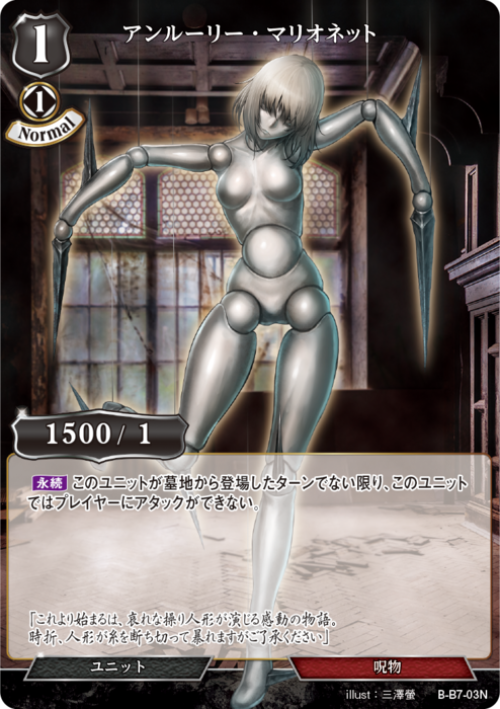 1
アンルーリー・マリオネット
1
Normal
1500 / 1
永続 このユニットが墓地から登場したターンでない限り、このユニット
ではプレイヤーにアタックができない。
「これより始まるは、哀れな操り人形が演じる感動の物語。
時折、人形が糸を断ち切って暴れますがご了承ください」
ユニット
呪物
illust：三澤螢
B-B7-03N